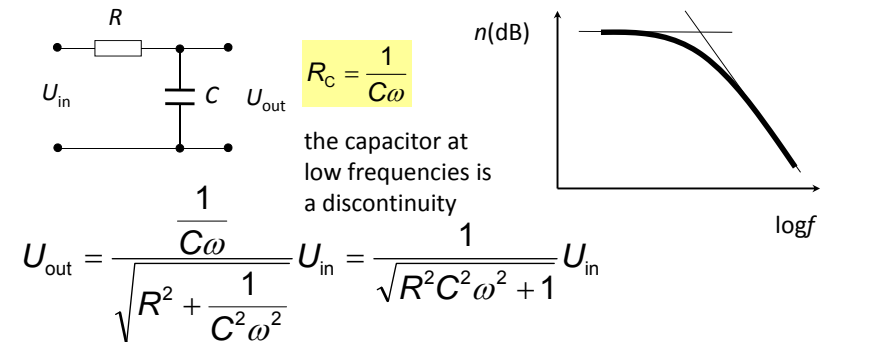 R
U_in
C
U_out
R_C = 1/Cω
n(dB)
the capacitor at
low frequencies is
a discontinuity
logf
U_out = (1/Cω)/√(R² + 1/(C²ω²)) U_in = 1/√(R²C²ω² + 1) U_in